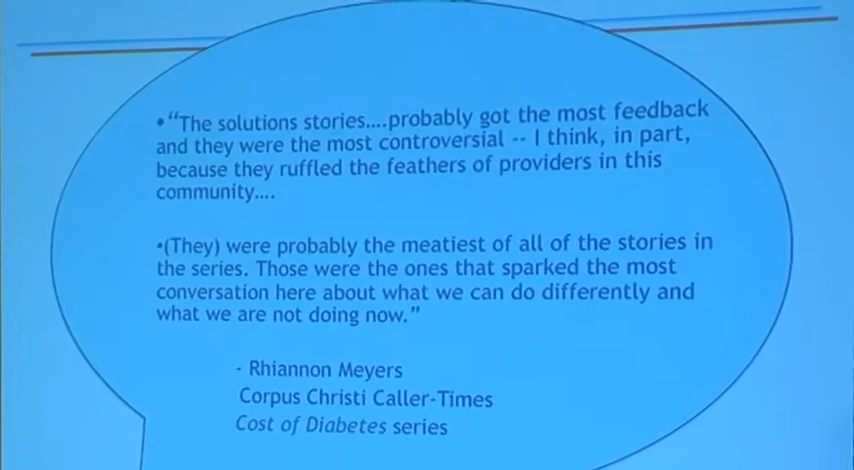 •“The solutions stories....probably got the most feedback
and they were the most controversial -- I think, in part,
because they ruffled the feathers of providers in this
community....
•(They) were probably the meatiest of all of the stories in
the series. Those were the ones that sparked the most
conversation here about what we can do differently and
what we are not doing now.”
- Rhiannon Meyers
Corpus Christi Caller-Times
Cost of Diabetes series